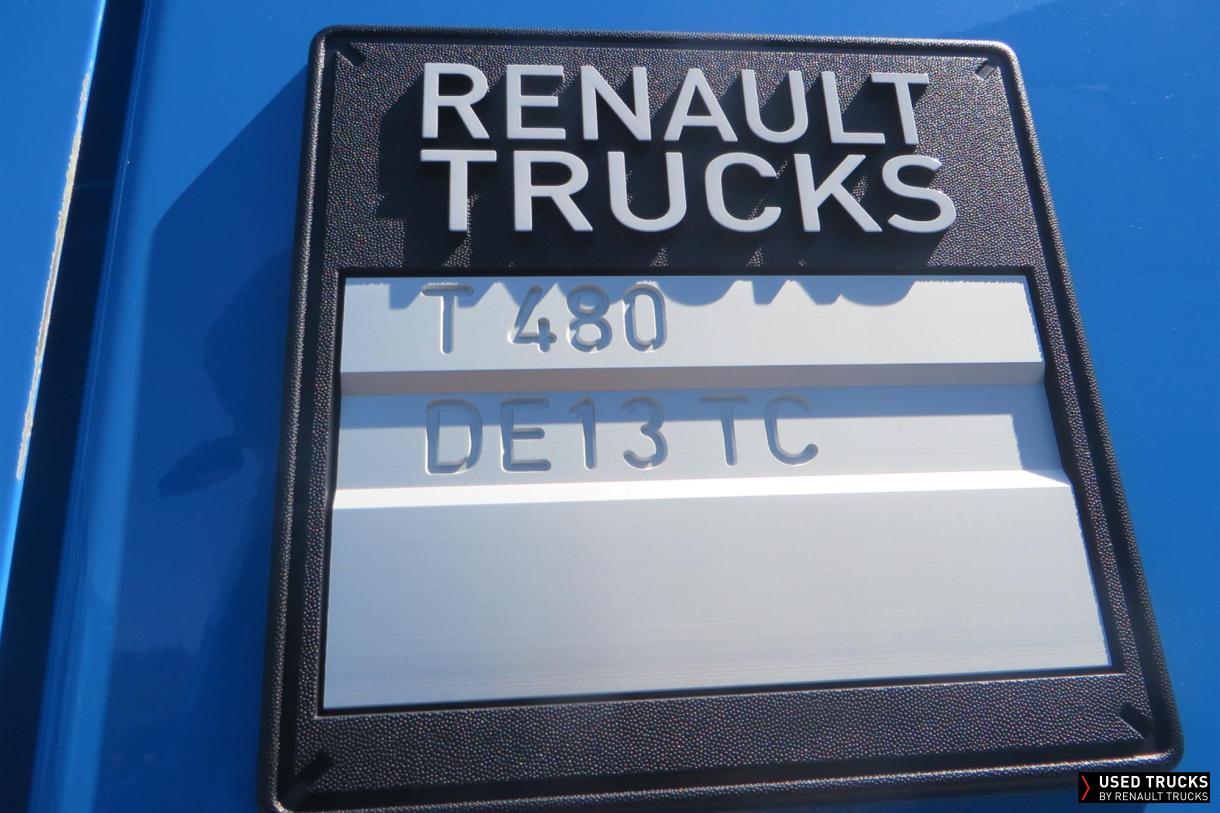 RENAULT
TRUCKS
T 480
DE13 TC
USED TRUCKS
BY RENAULT TRUCKS